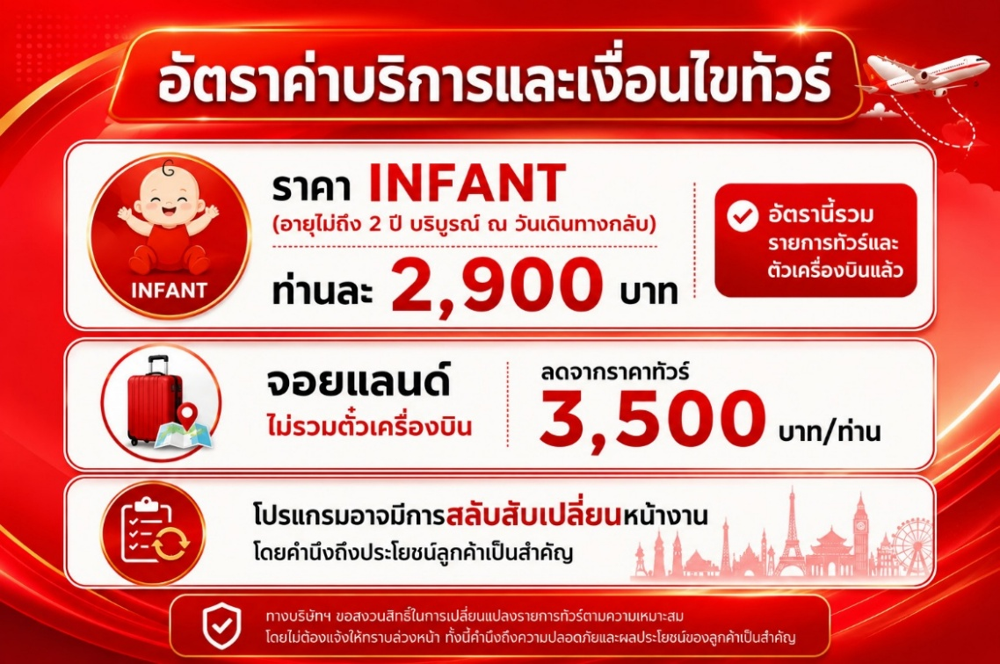 อัตราค่าบริการและเงื่อนไขทัวร์
INFANT
ราคา INFANT
(อายุไม่ถึง 2 ปี บริบูรณ์ ณ วันเดินทางกลับ)
ท่านละ 2,900 บาท
อัตรานี้รวม
รายการทัวร์และ
ตัวเครื่องบินแล้ว
จอยแลนด์
ไม่รวมตั๋วเครื่องบิน
ลดจากราคาทัวร์
3,500 บาท/ท่าน
โปรแกรมอาจมีการสลับสับเปลี่ยนหน้างาน
โดยคำนึงถึงประโยชน์ลูกค้าเป็นสำคัญ
ทางบริษัทฯ ขอสงวนสิทธิ์ในการเปลี่ยนแปลงรายการทัวร์ตามความเหมาะสม
โดยไม่ต้องแจ้งให้ทราบล่วงหน้า ทั้งนี้คำนึงถึงความปลอดภัยและผลประโยชน์ของลูกค้าเป็นสำคัญ